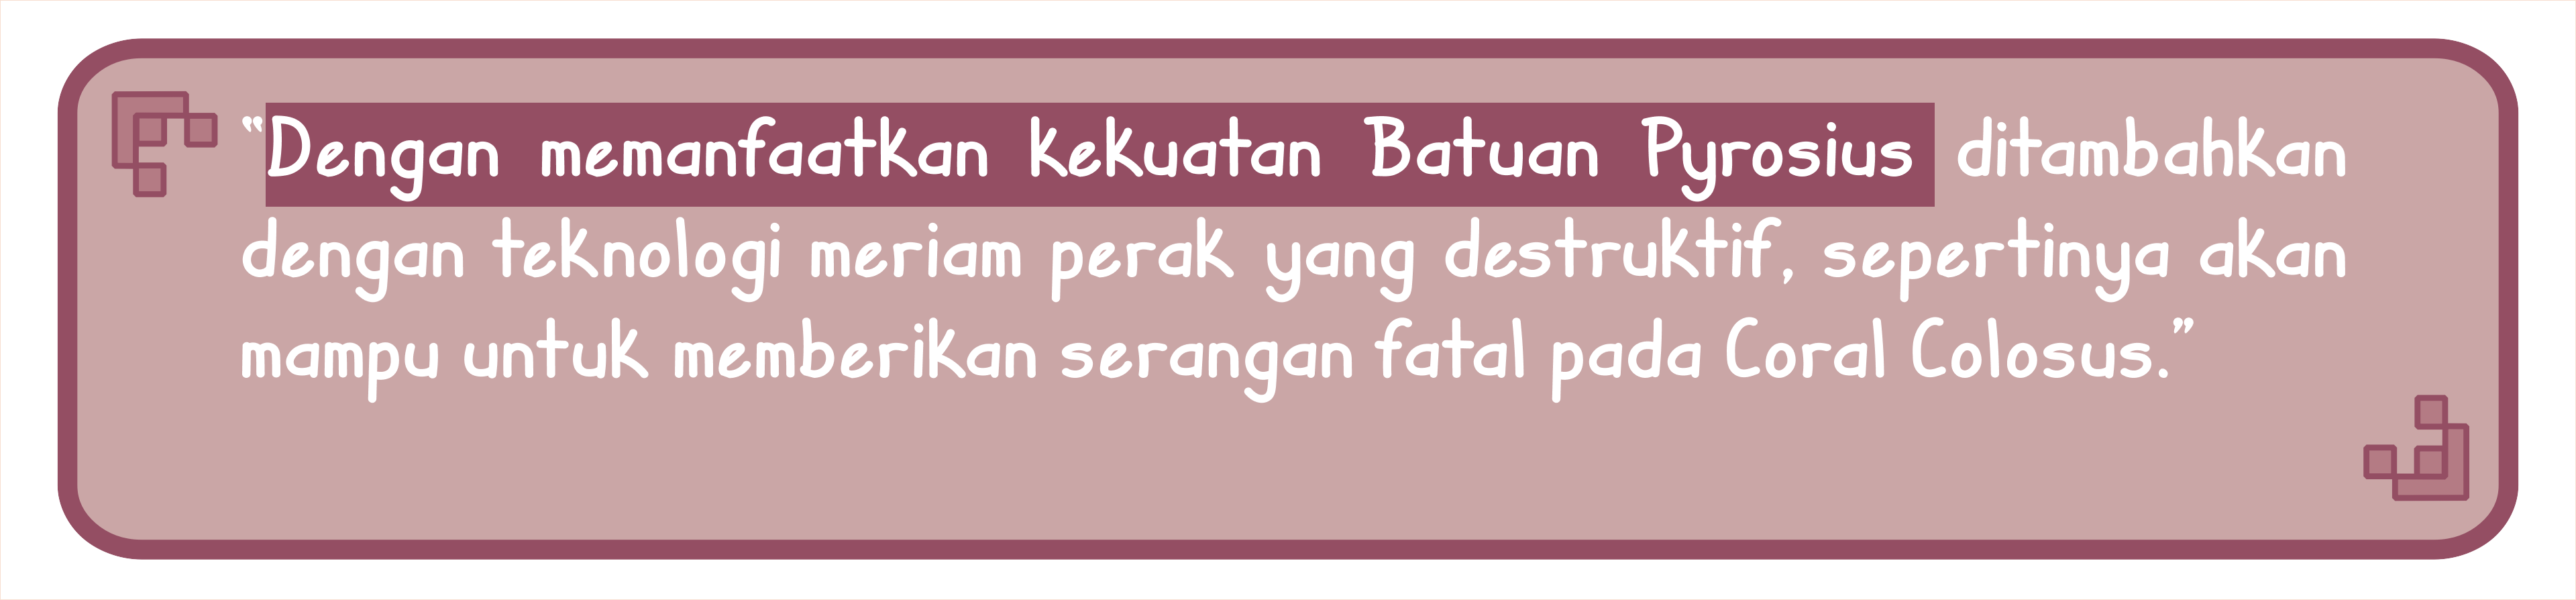 “Dengan memanfaatkan kekuatan Batuan Pyrosius ditambahkan
dengan teknologi meriam perak yang destruktif, sepertinya akan
mampu untuk memberikan serangan fatal pada Coral Colosus.”